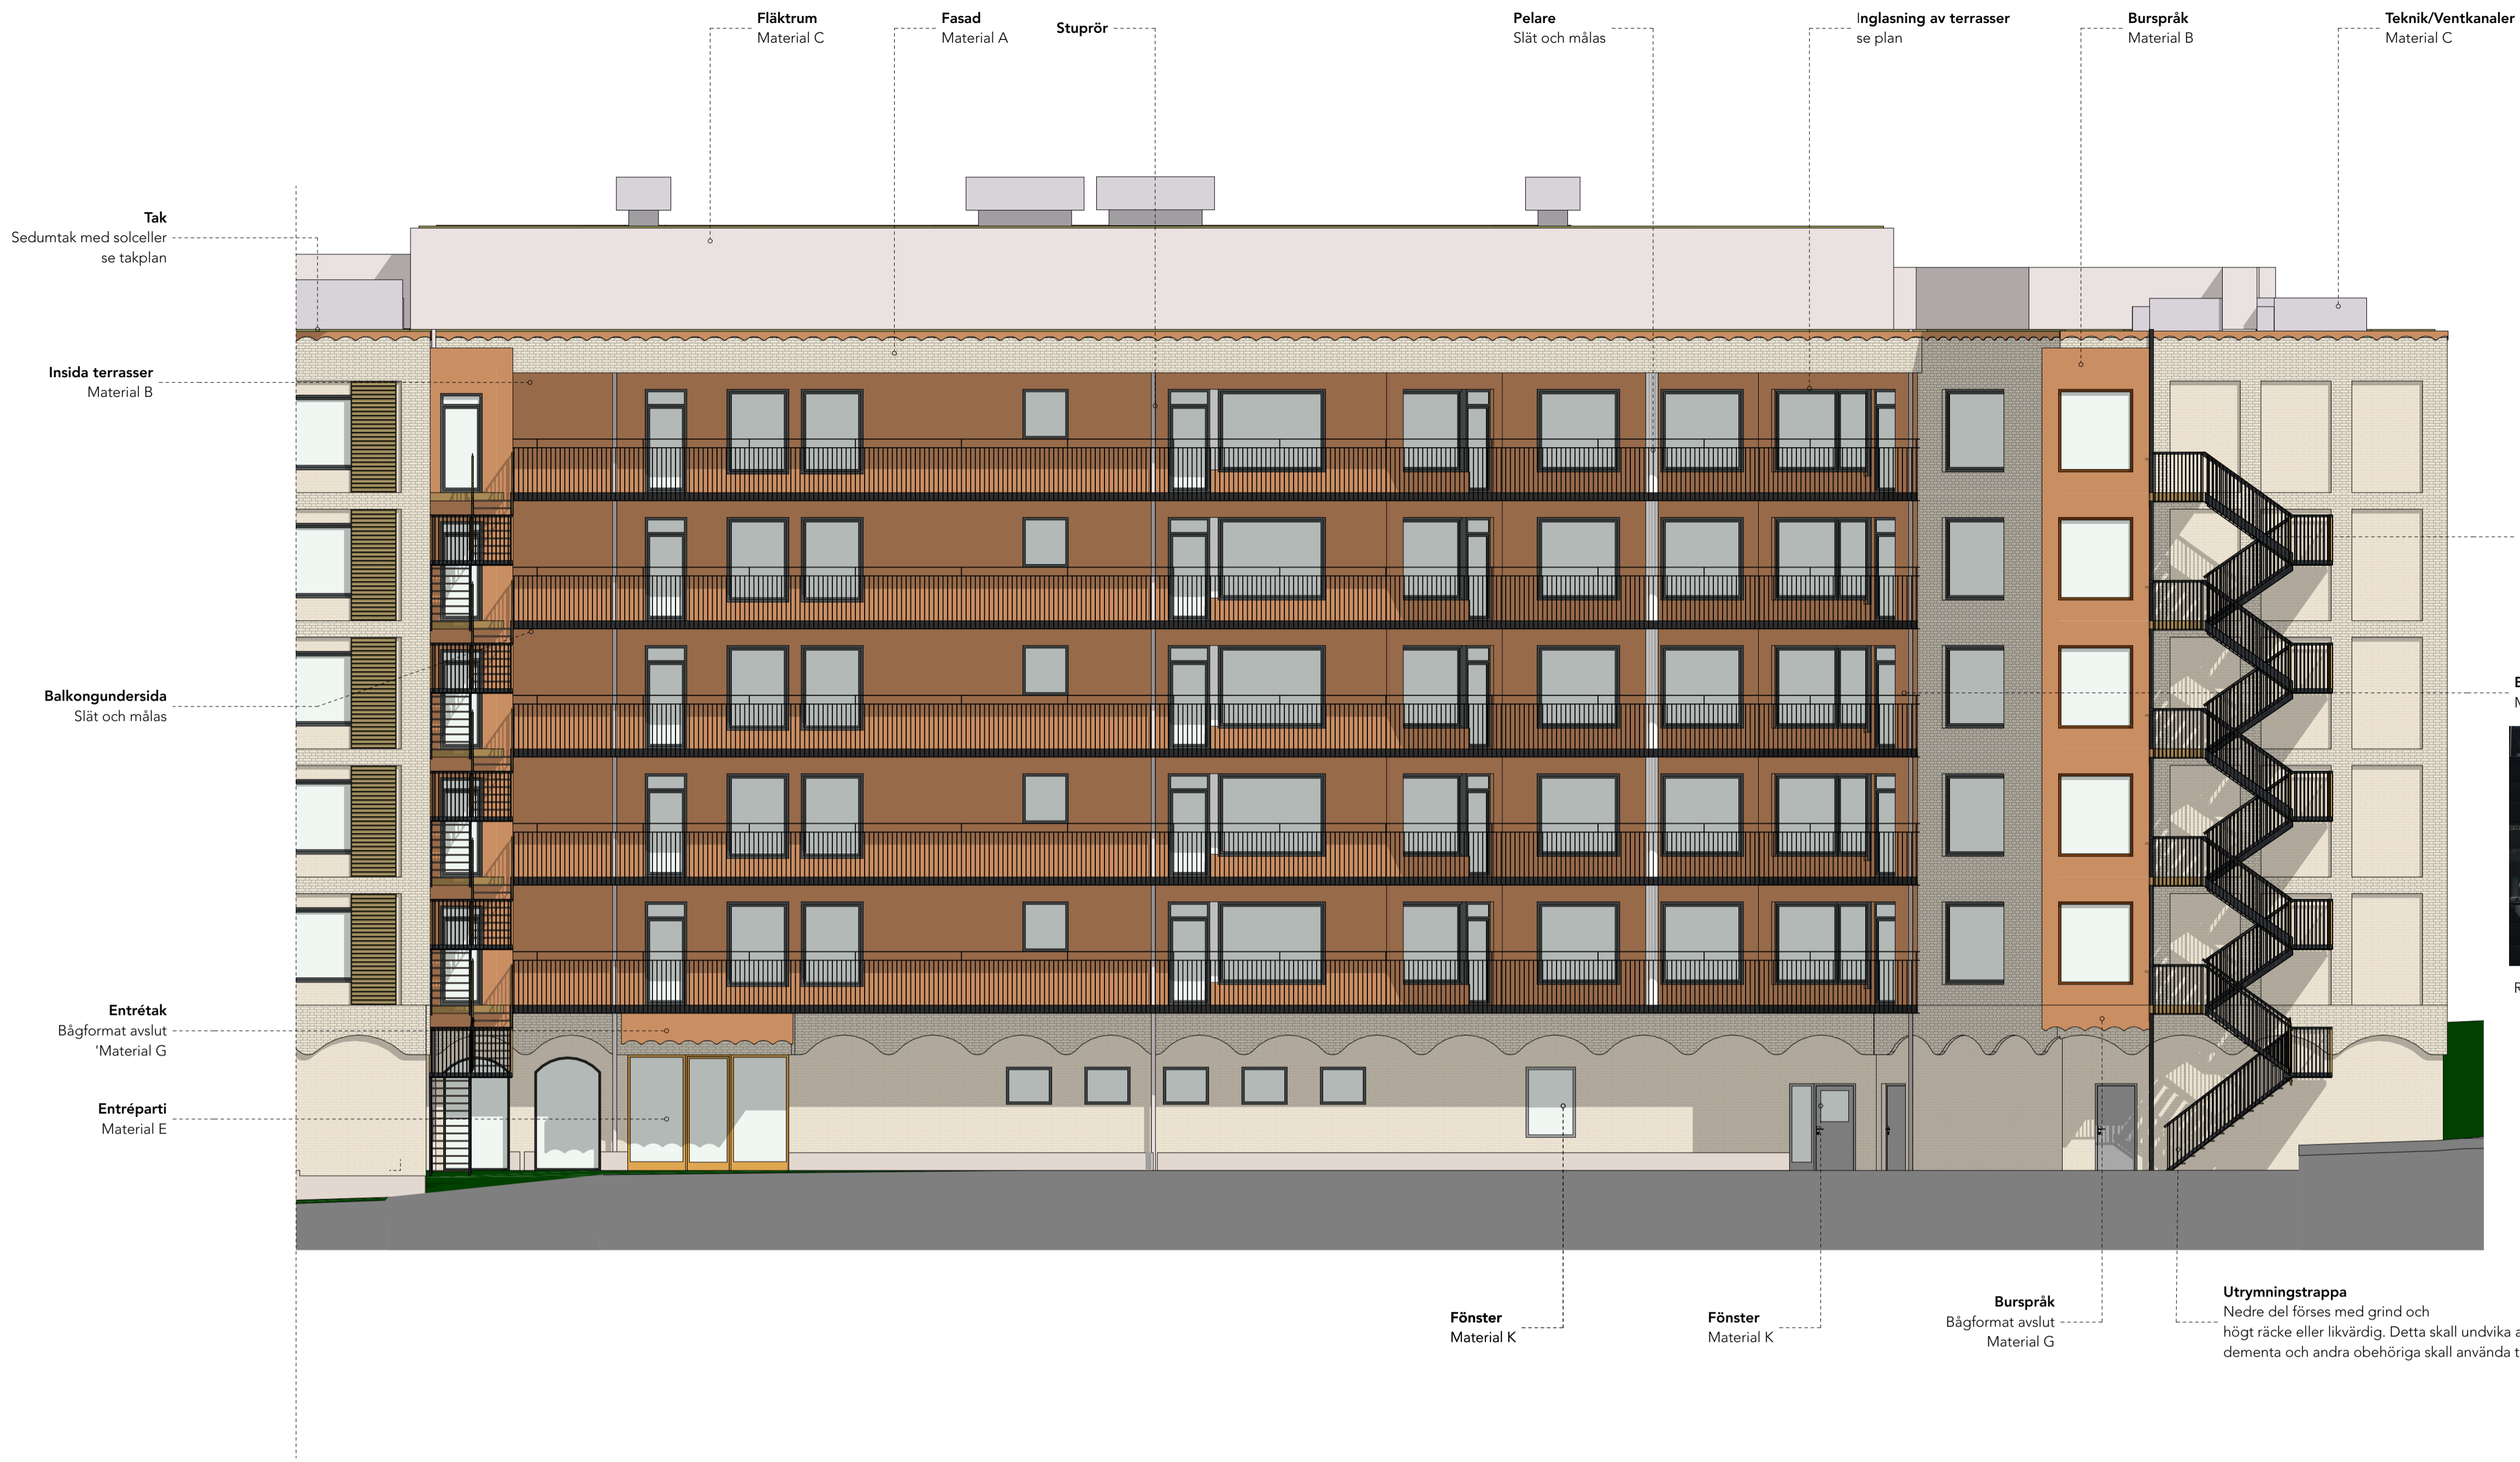 Fläktrum
Material C
Fasad
Material A
Stuprör
Pelare
Slät och målas
Inglasning av terrasser
se plan
Burspråk
Material B
Teknik/Ventkanaler
Material C
Tak
Sedumtak med solceller
se takplan
Insida terrasser
Material B
Balkongundersida
Slät och målas
Entrétak
Bågformat avslut
'Material G
Entréparti
Material E
Fönster
Material K
Fönster
Material K
Burspråk
Bågformat avslut
Material G
Utrymningstrappa
Nedre del förses med grind och
högt räcke eller likvärdig. Detta skall undvika
dementa och andra obehöriga skall använda